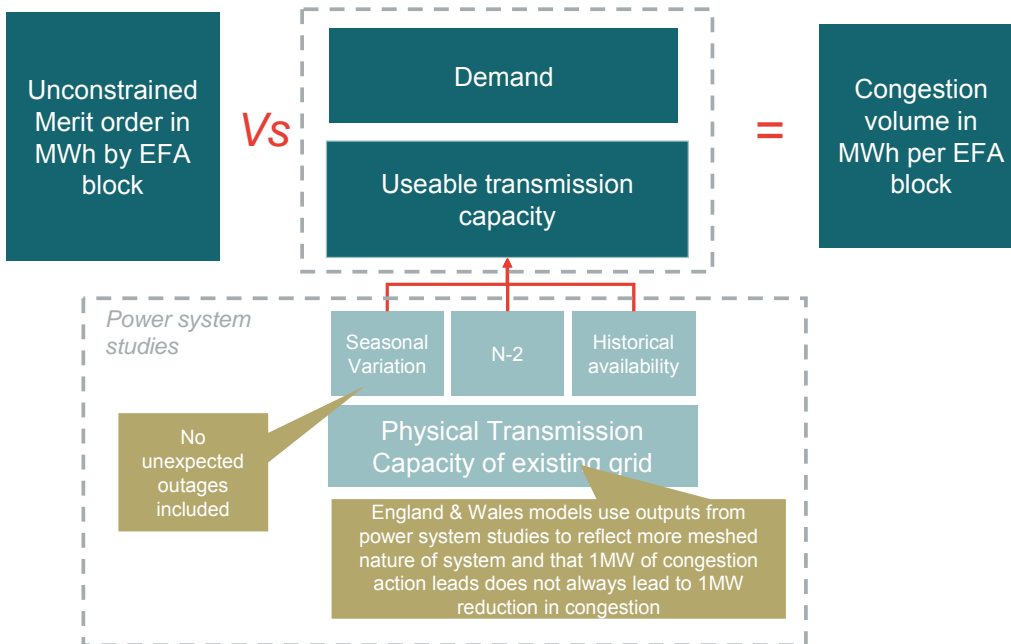 Unconstrained
Merit order in
MWh by EFA
block
Vs
Demand
Useable transmission
capacity
=
Congestion
volume in
MWh per EFA
block
Power system
studies
Seasonal
Variation
N-2
Historical
availability
No
unexpected
outages
included
Physical Transmission
Capacity of existing grid
England & Wales models use outputs from
power system studies to reflect more meshed
nature of system and that 1MW of congestion
action leads does not always lead to 1MW
reduction in congestion